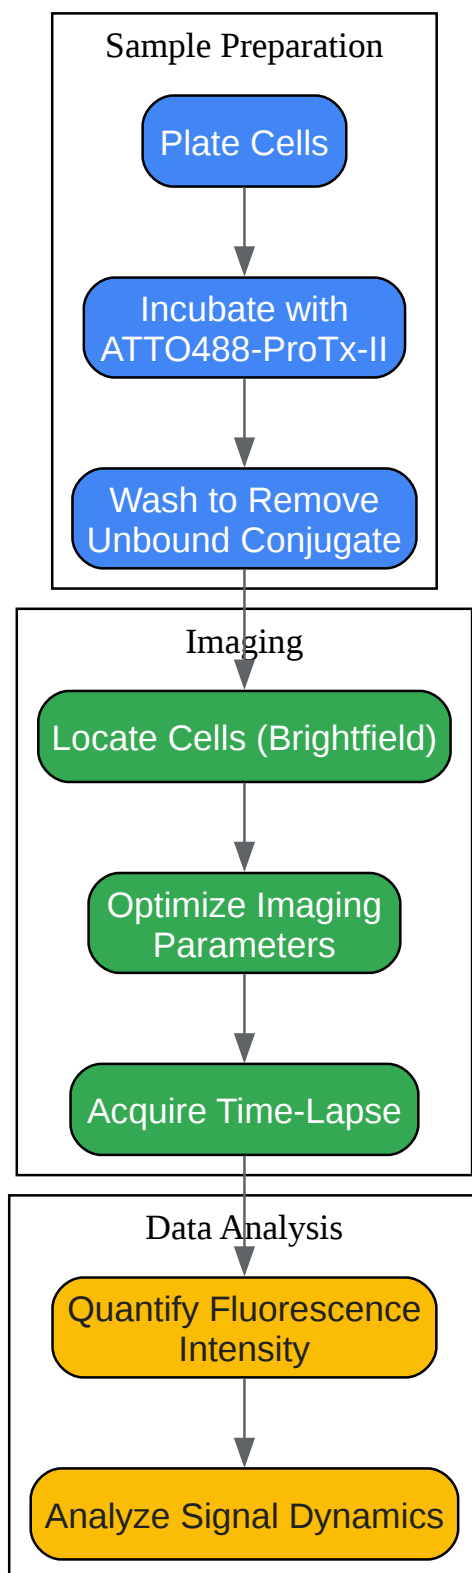 Sample Preparation
Plate Cells
Incubate with
ATTO488-ProTx-II
Wash to Remove
Unbound Conjugate
Imaging
Locate Cells (Brightfield)
Optimize Imaging
Parameters
Acquire Time-Lapse
Data Analysis
Quantify Fluorescence
Intensity
Analyze Signal Dynamics